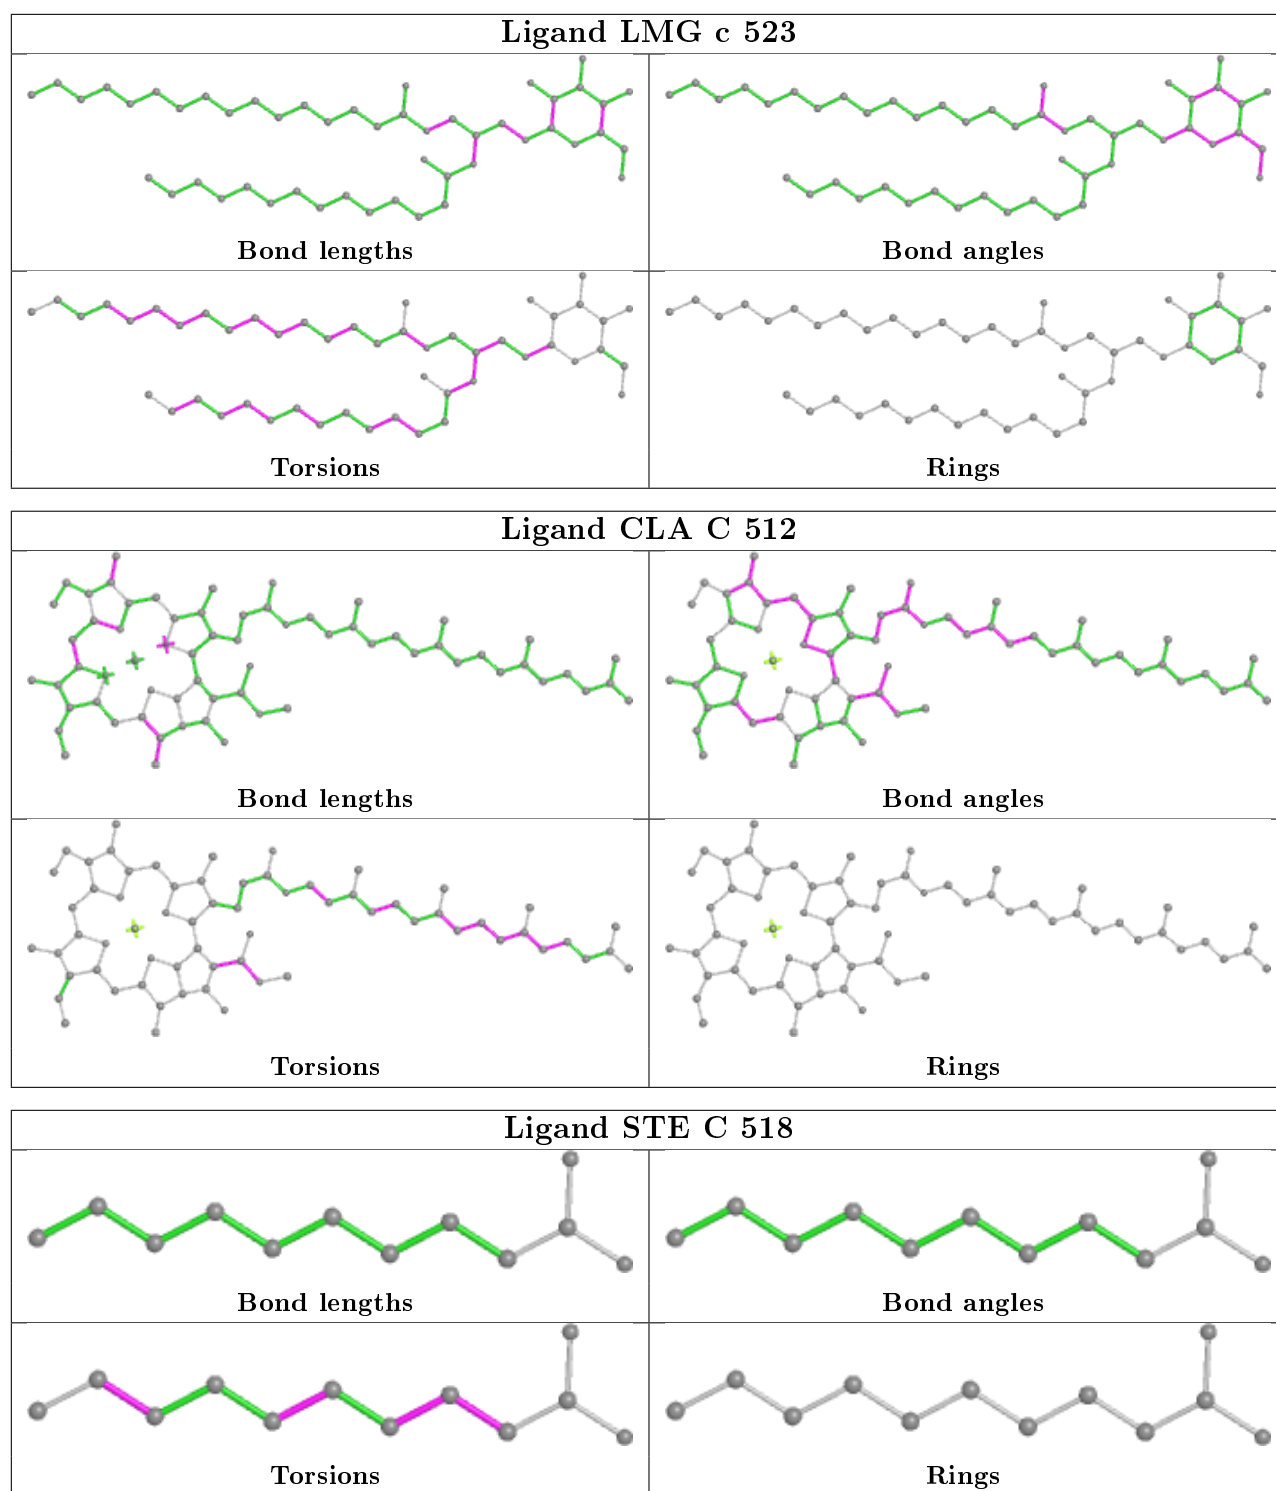 Ligand LMG c 523
Bond lengths
Bond angles
Torsions
Rings
Ligand CLA C 512
Bond lengths
Bond angles
Torsions
Rings
Ligand STE C 518
Bond lengths
Bond angles
Torsions
Rings